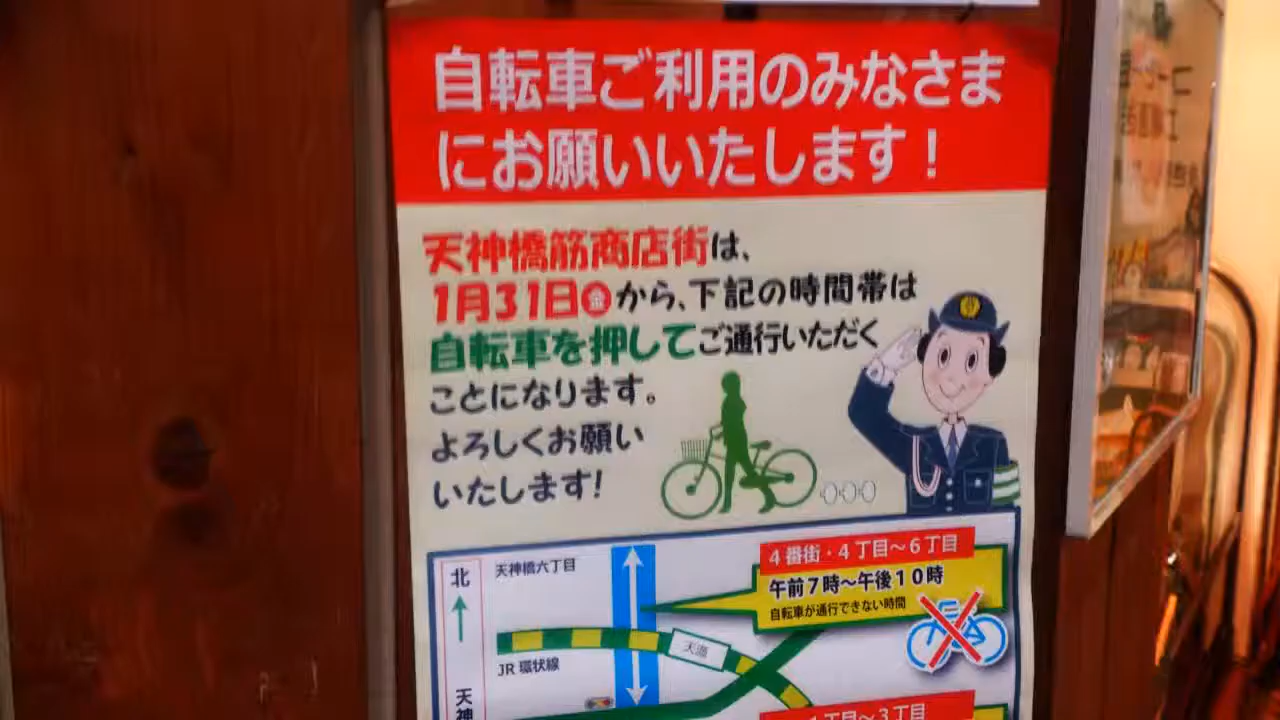 自転車ご利用のみなさま
にお願いいたします！
天神橋筋商店街は、
1月31日㊎から、下記の時間帯は
自転車を押してご通行いただく
ことになります。
よろしくお願い
いたします!
4番街・4丁目～6丁目
午前7時～午後10時
自転車が通行できない時間
北
天神橋六丁目
JR環状線
天満
天神
1丁目～3丁目